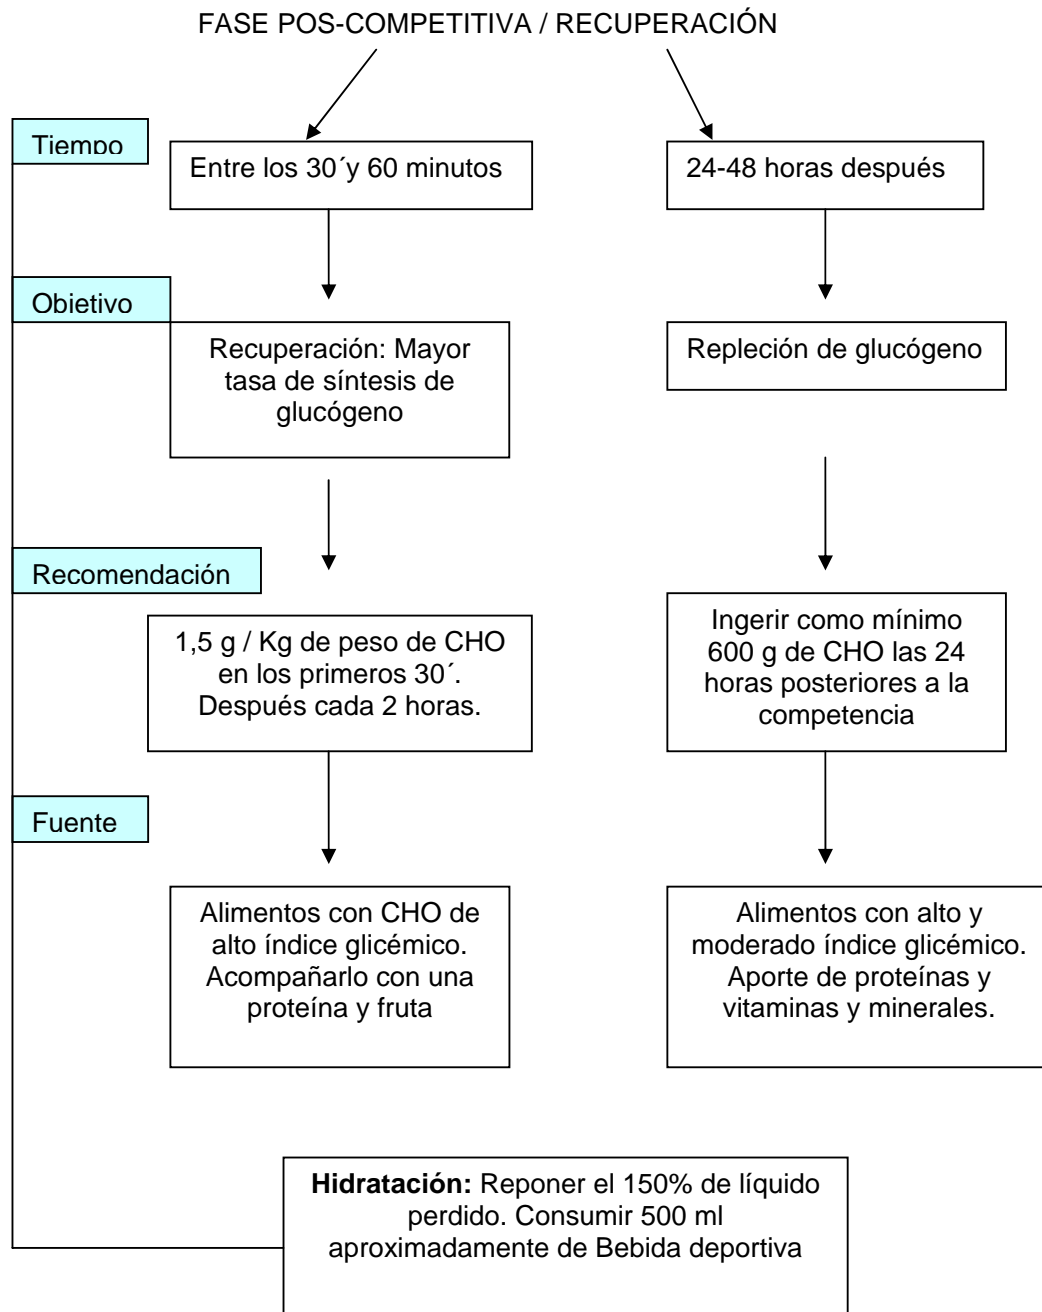 FASE POS-COMPETITIVA / RECUPERACIÓN
Tiempo
Entre los 30´y 60 minutos
24-48 horas después
Objetivo
Recuperación: Mayor
tasa de síntesis de
glucógeno
Repleción de glucógeno
Recomendación
1,5 g / Kg de peso de CHO
en los primeros 30´.
Después cada 2 horas.
Ingerir como mínimo
600 g de CHO las 24
horas posteriores a la
competencia
Fuente
Alimentos con CHO de
alto índice glicémico.
Acompañarlo con una
proteína y fruta
Alimentos con alto y
moderado índice glicémico.
Aporte de proteínas y
vitaminas y minerales.
Hidratación: Reponer el 150% de líquido
perdido. Consumir 500 ml
aproximadamente de Bebida deportiva